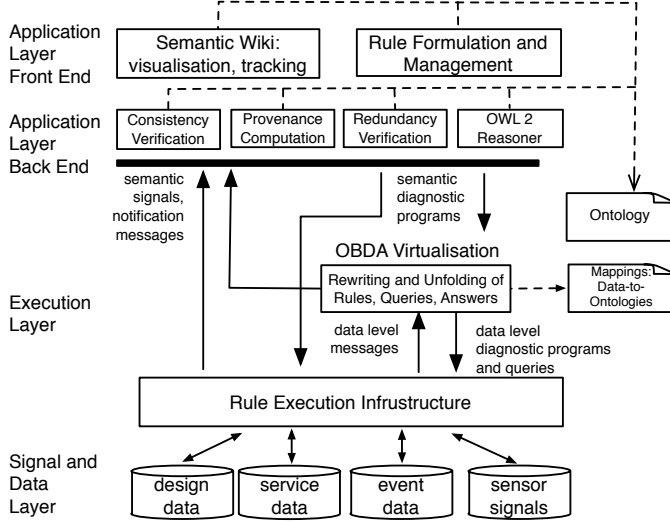 Application
Layer
Front End
Semantic Wiki:
visualisation, tracking
Rule Formulation and
Management
Application
Layer
Back End
Consistency
Verification
Provenance
Computation
Redundancy
Verification
OWL 2
Reasoner
semantic
signals,
notification
messages
semantic
diagnostic
programs
Ontology
OBDA Virtualisation
Rewriting and Unfolding of
Rules, Queries, Answers
Mappings:
Data-to-
Ontologies
Execution
Layer
data level
messages
data level
diagnostic programs
and queries
Rule Execution Infrustructure
Signal and
Data
Layer
design
data
service
data
event
data
sensor
signals